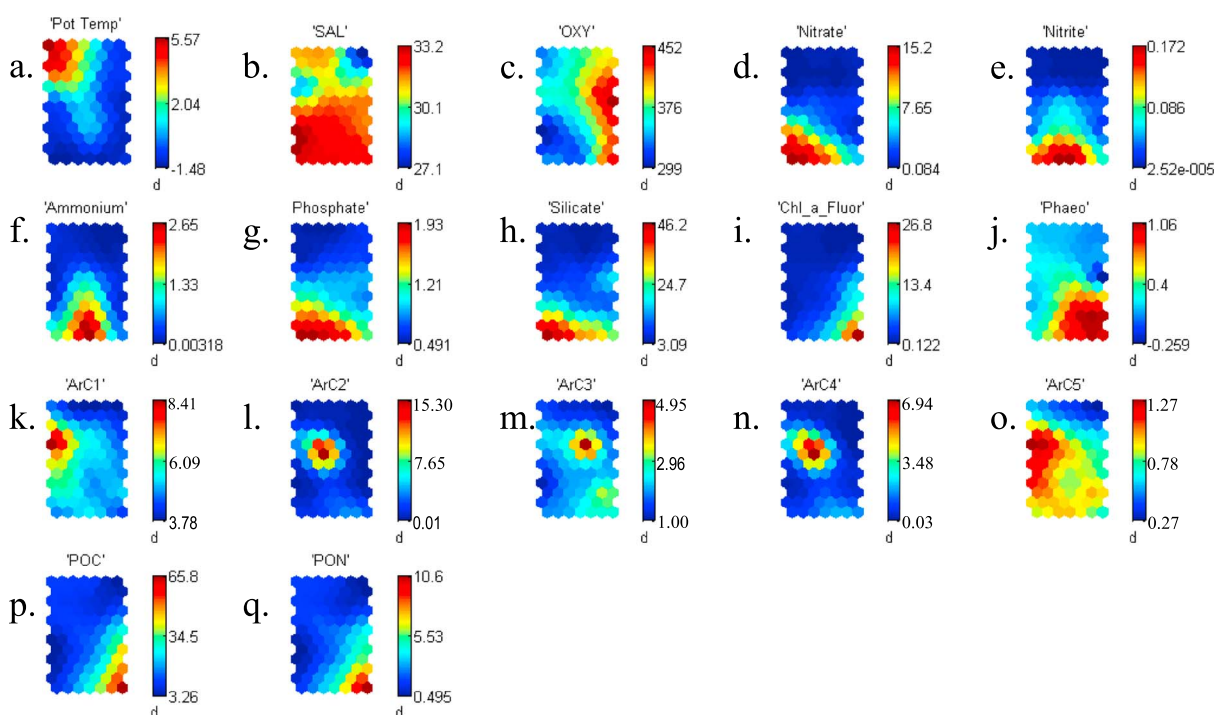 'Pot Temp'
a.
5.57
2.04
-1.48
d
'SAL'
b.
33.2
30.1
27.1
d
'OXY'
c.
452
376
299
d
'Nitrate'
d.
15.2
7.65
0.084
d
'Nitrite'
e.
0.172
0.086
2.52e-005
d
'Ammonium'
f.
2.65
1.33
0.00318
d
Phosphate'
g.
1.93
1.21
0.491
d
'Silicate'
h.
46.2
24.7
3.09
d
'Chl_a_Fluor'
i.
26.8
13.4
0.122
d
'Phaeo'
j.
1.06
0.4
-0.259
d
'ArC1'
k.
8.41
6.09
3.78
d
'ArC2'
l.
15.30
7.65
0.01
d
'ArC3'
m.
4.95
2.96
1.00
d
'ArC4'
n.
6.94
3.48
0.03
d
'ArC5'
o.
1.27
0.78
0.27
d
'POC'
p.
65.8
34.5
3.26
d
'PON'
q.
10.6
5.53
0.495
d